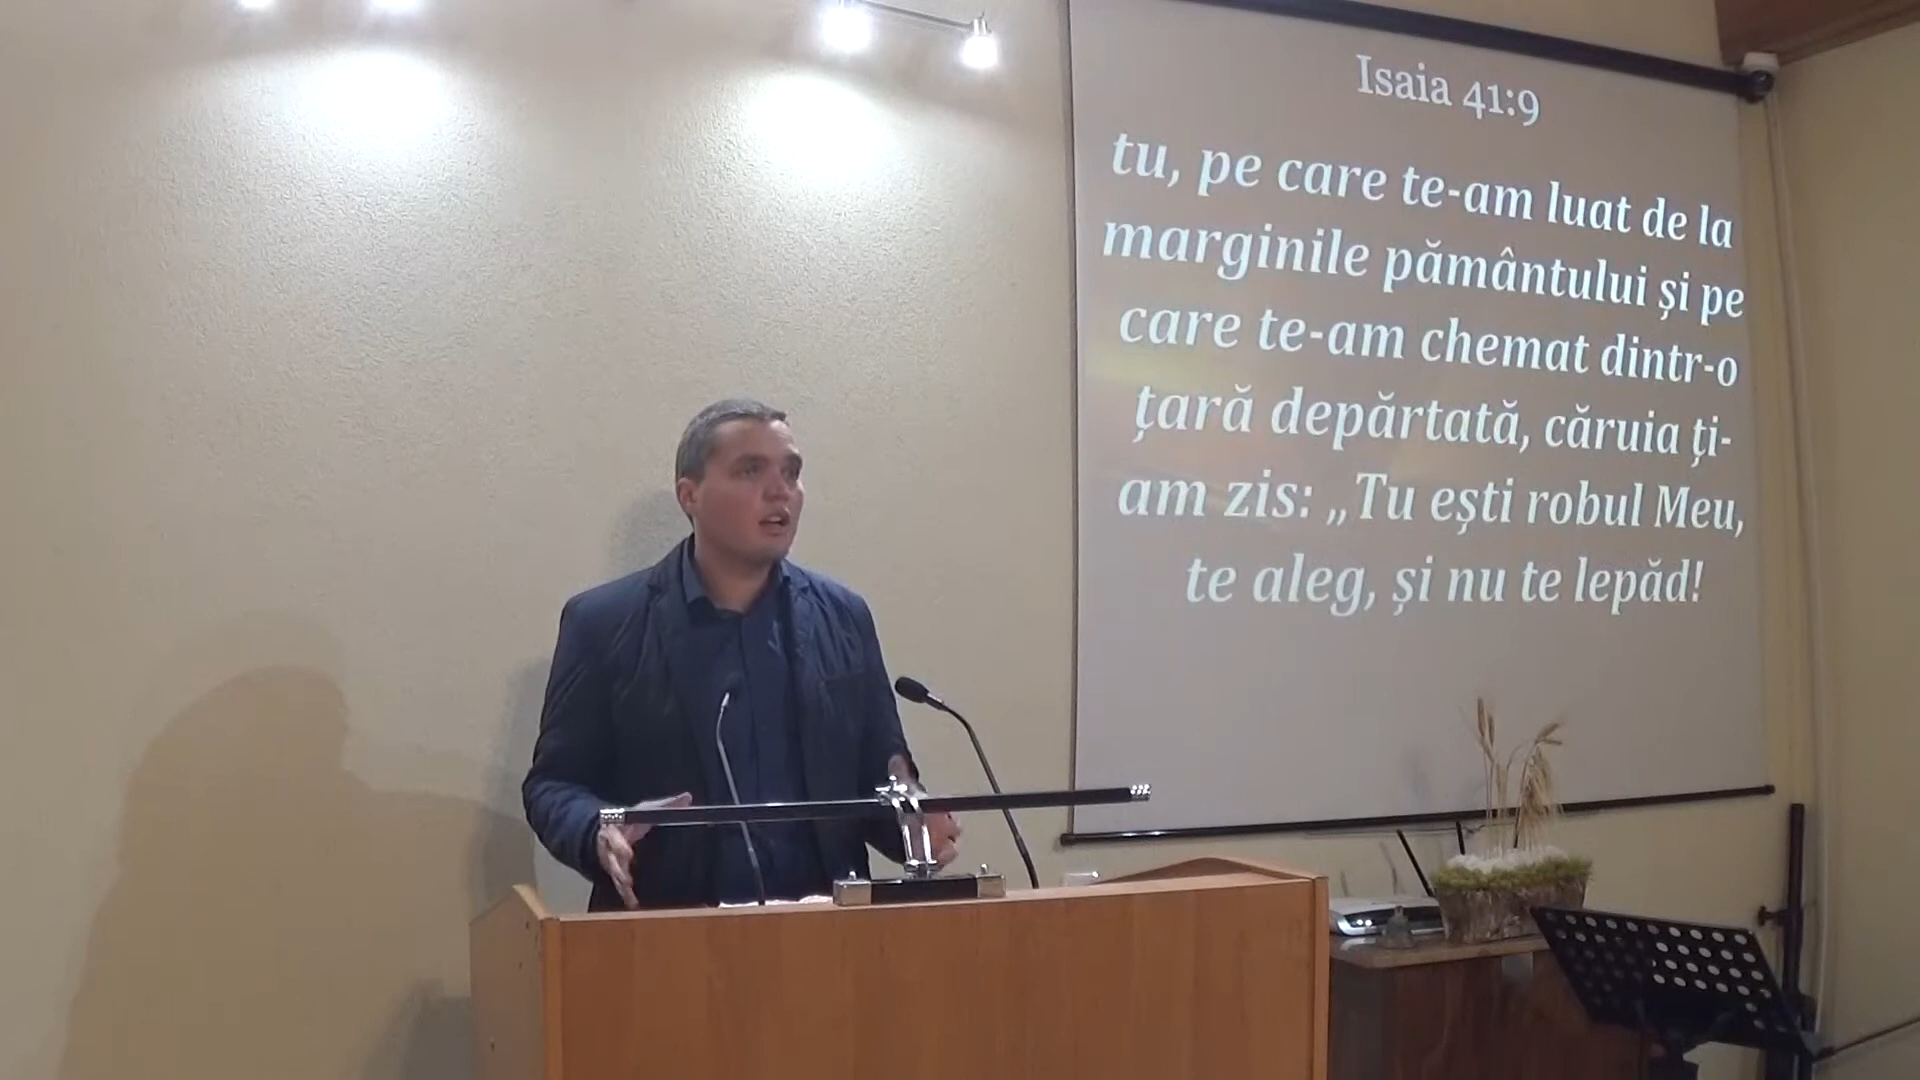 Isaia 41:9
tu, pe care te-am luat de la
marginile pământului și pe
care te-am chemat dintr-o
țară depărtată, căruia ți-
am zis: „Tu ești robul Meu,
te aleg, și nu te lepăd!